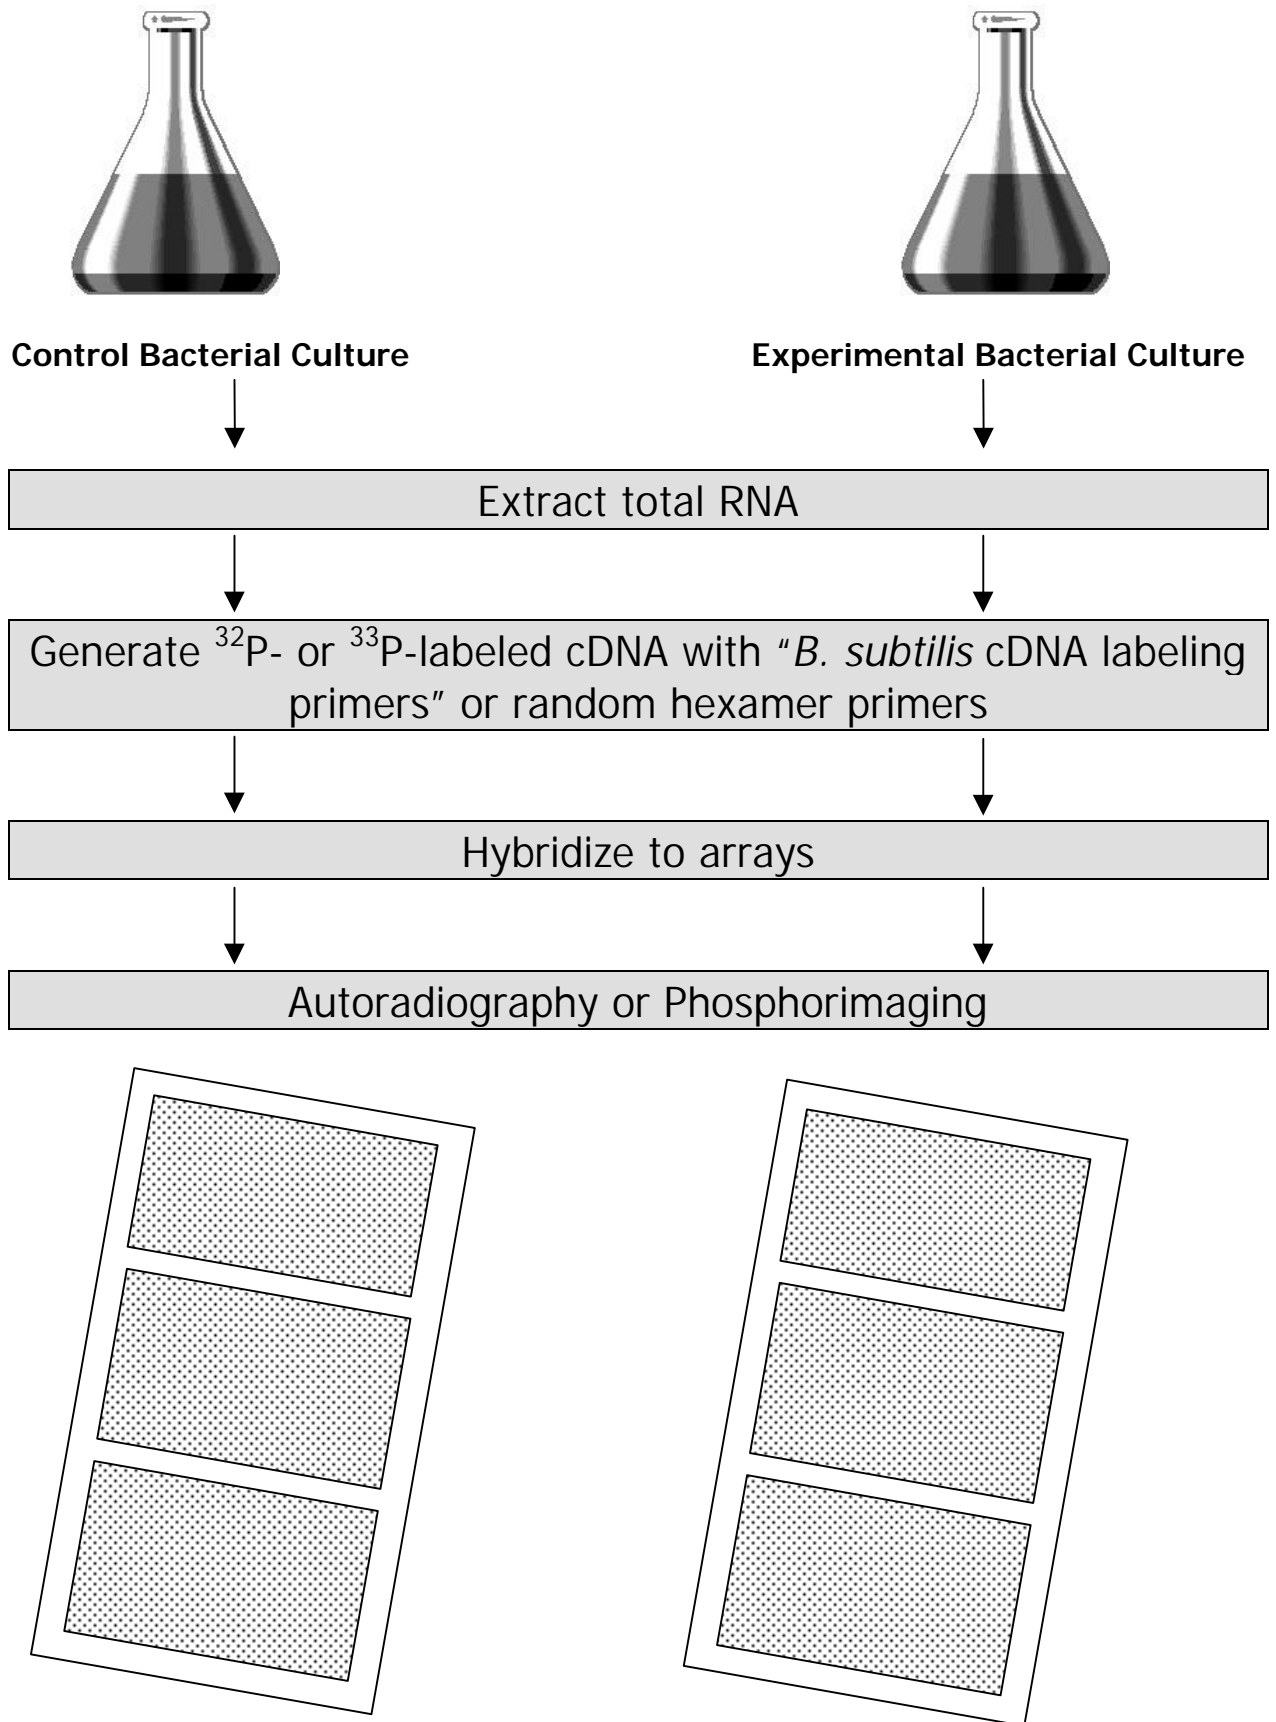 Control Bacterial Culture
Experimental Bacterial Culture
Extract total RNA
Generate ³²P- or ³³P-labeled cDNA with “B. subtilis cDNA labeling
primers” or random hexamer primers
Hybridize to arrays
Autoradiography or Phosphorimaging